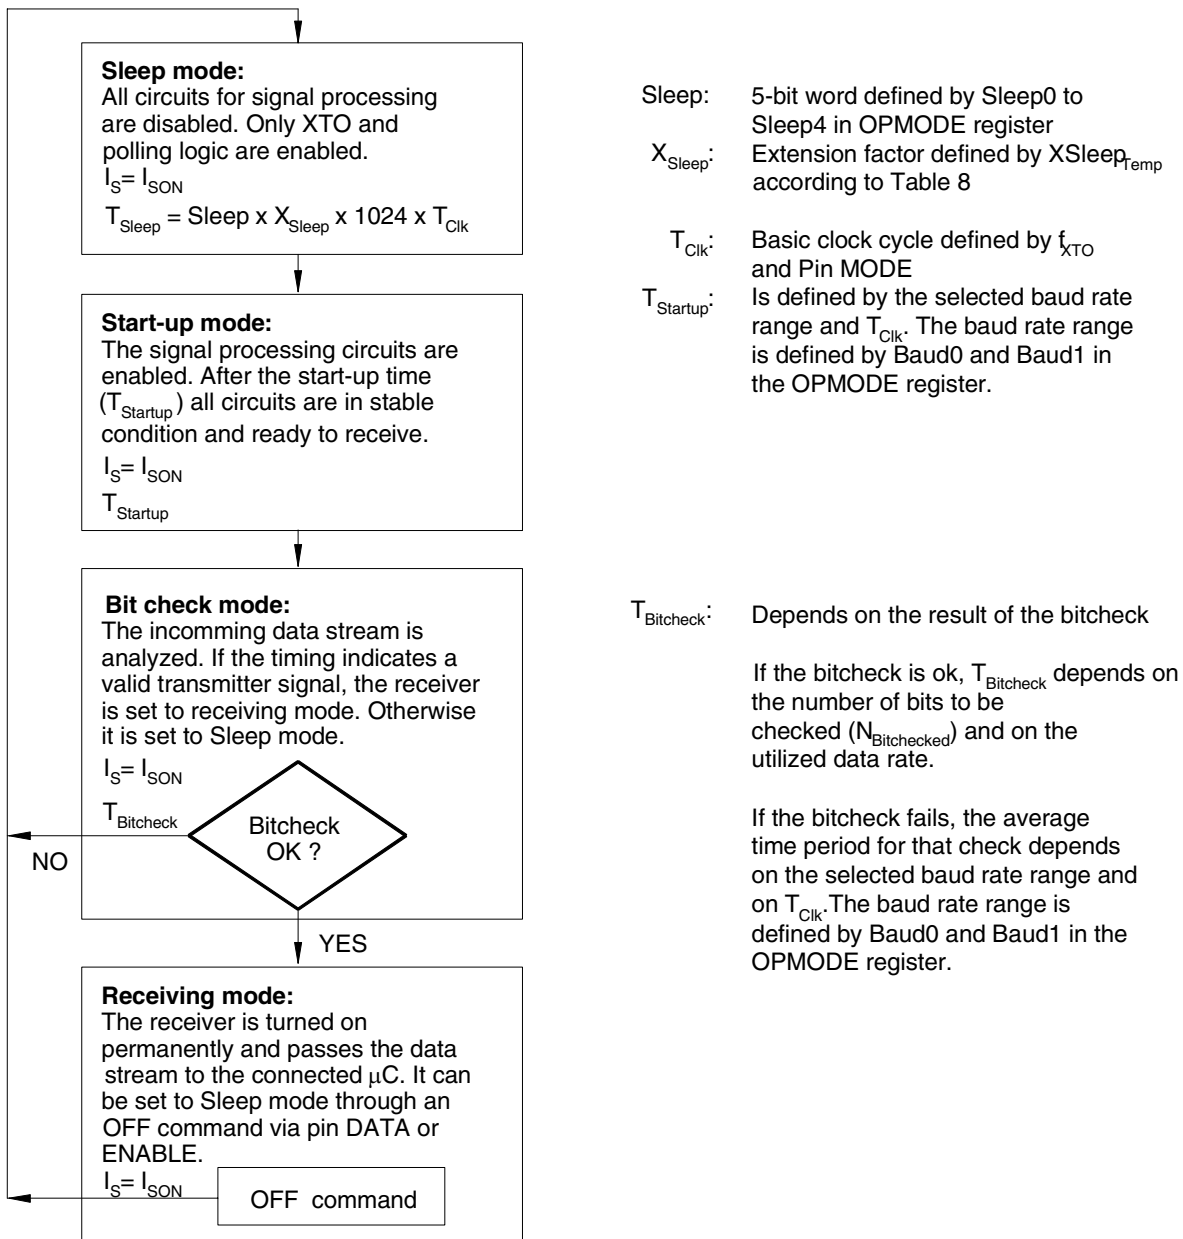 Sleep mode:
All circuits for signal processing
are disabled. Only XTO and
polling logic are enabled.
I_S= I_SON
T_Sleep = Sleep x X_Sleep x 1024 x T_Clk
Start-up mode:
The signal processing circuits are
enabled. After the start-up time
(T_Startup) all circuits are in stable
condition and ready to receive.
I_S= I_SON
T_Startup
Bit check mode:
The incomming data stream is
analyzed. If the timing indicates a
valid transmitter signal, the receiver
is set to receiving mode. Otherwise
it is set to Sleep mode.
I_S= I_SON
T_Bitcheck
Bitcheck
OK ?
NO
YES
Receiving mode:
The receiver is turned on
permanently and passes the data
stream to the connected μC. It can
be set to Sleep mode through an
OFF command via pin DATA or
ENABLE.
I_S= I_SON
OFF command
Sleep: 5-bit word defined by Sleep0 to
Sleep4 in OPMODE register
X_Sleep: Extension factor defined by XSleep_Temp
according to Table 8
T_Clk: Basic clock cycle defined by f_XTO
and Pin MODE
T_Startup: Is defined by the selected baud rate
range and T_Clk. The baud rate range
is defined by Baud0 and Baud1 in
the OPMODE register.
T_Bitcheck: Depends on the result of the bitcheck
If the bitcheck is ok, T_Bitcheck depends on
the number of bits to be
checked (N_Bitchecked) and on the
utilized data rate.
If the bitcheck fails, the average
time period for that check depends
on the selected baud rate range and
on T_Clk.The baud rate range is
defined by Baud0 and Baud1 in the
OPMODE register.